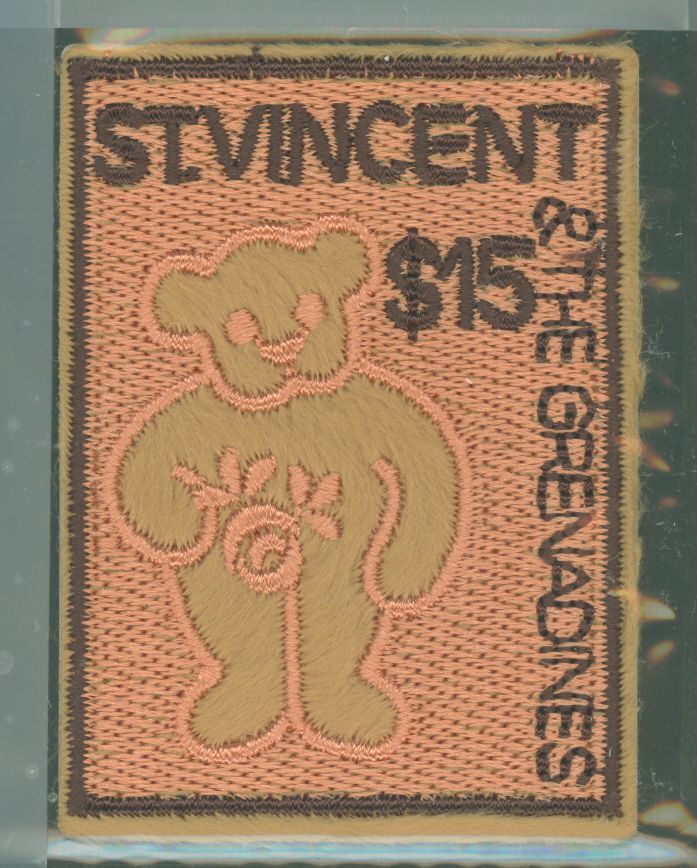 ST.VINCENT
$15
& THE GRENADINES